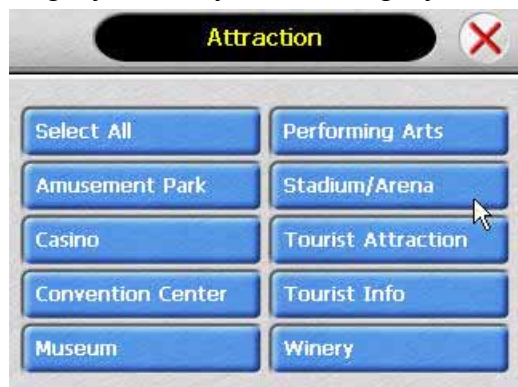 Attraction
Select All
Performing Arts
Amusement Park
Stadium/Arena
Casino
Tourist Attraction
Convention Center
Tourist Info
Museum
Winery